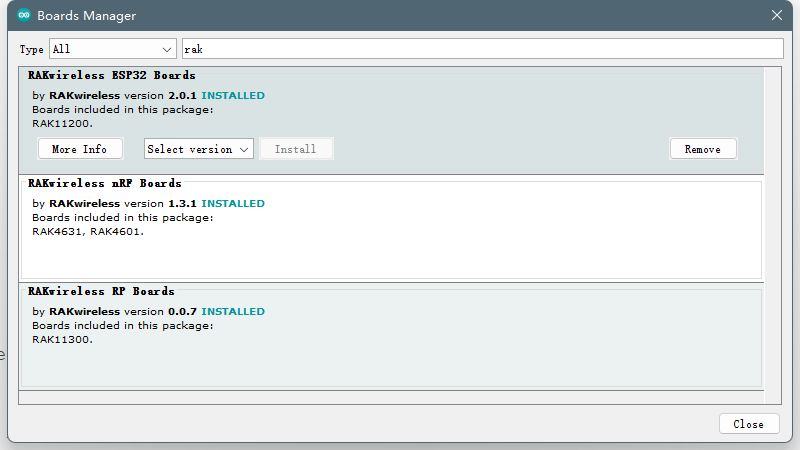 Boards Manager
Type All rak
RAKwireless ESP32 Boards
by RAKwireless version 2.0.1 INSTALLED
Boards included in this package:
RAK11200.
More Info Select version Install Remove
RAKwireless nRF Boards
by RAKwireless version 1.3.1 INSTALLED
Boards included in this package:
RAK4631, RAK4601.
RAKwireless RP Boards
by RAKwireless version 0.0.7 INSTALLED
Boards included in this package:
RAK11300.
e
Close